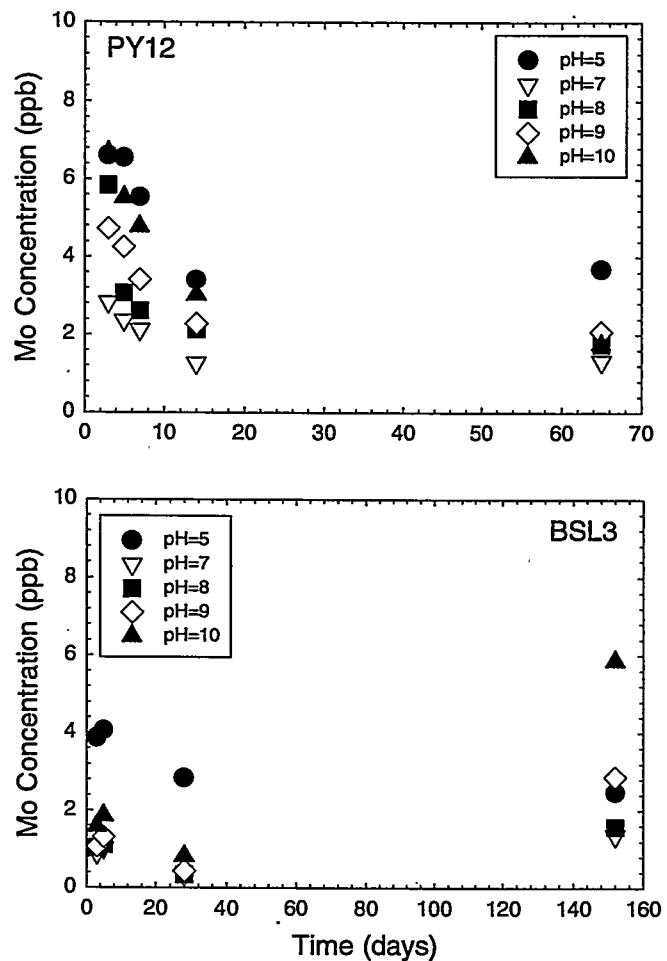 PY12
pH=5
pH=7
pH=8
pH=9
pH=10
Mo Concentration (ppb)
10
8
6
4
2
0
0 10 20 30 40 50 60 70
BSL3
pH=5
pH=7
pH=8
pH=9
pH=10
Mo Concentration (ppb)
10
8
6
4
2
0
0 20 40 60 80 100 120 140 160
Time (days)